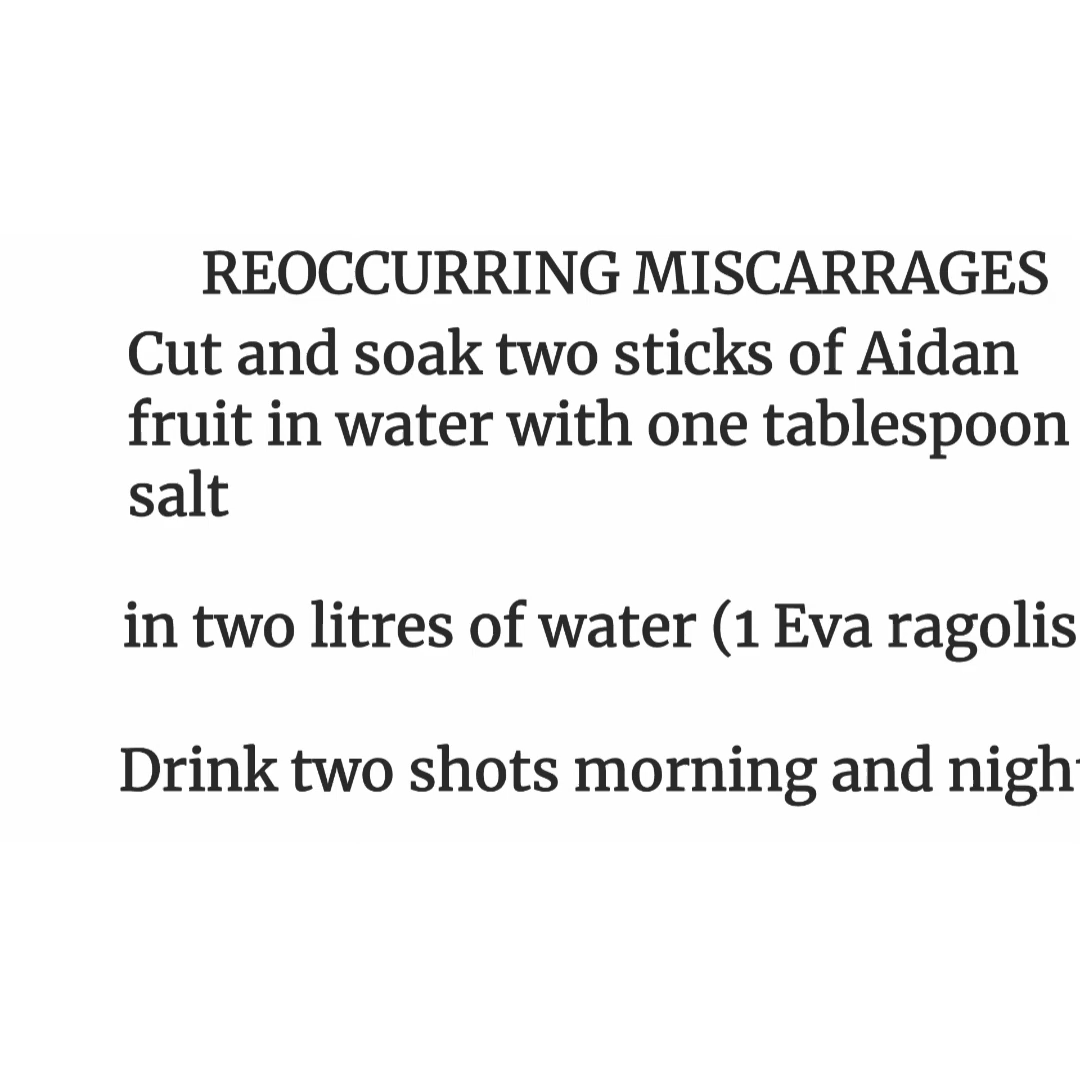 REOCCURRING MISCARRAGES
Cut and soak two sticks of Aidan
fruit in water with one tablespoon
salt
in two litres of water (1 Eva ragolis
Drink two shots morning and night